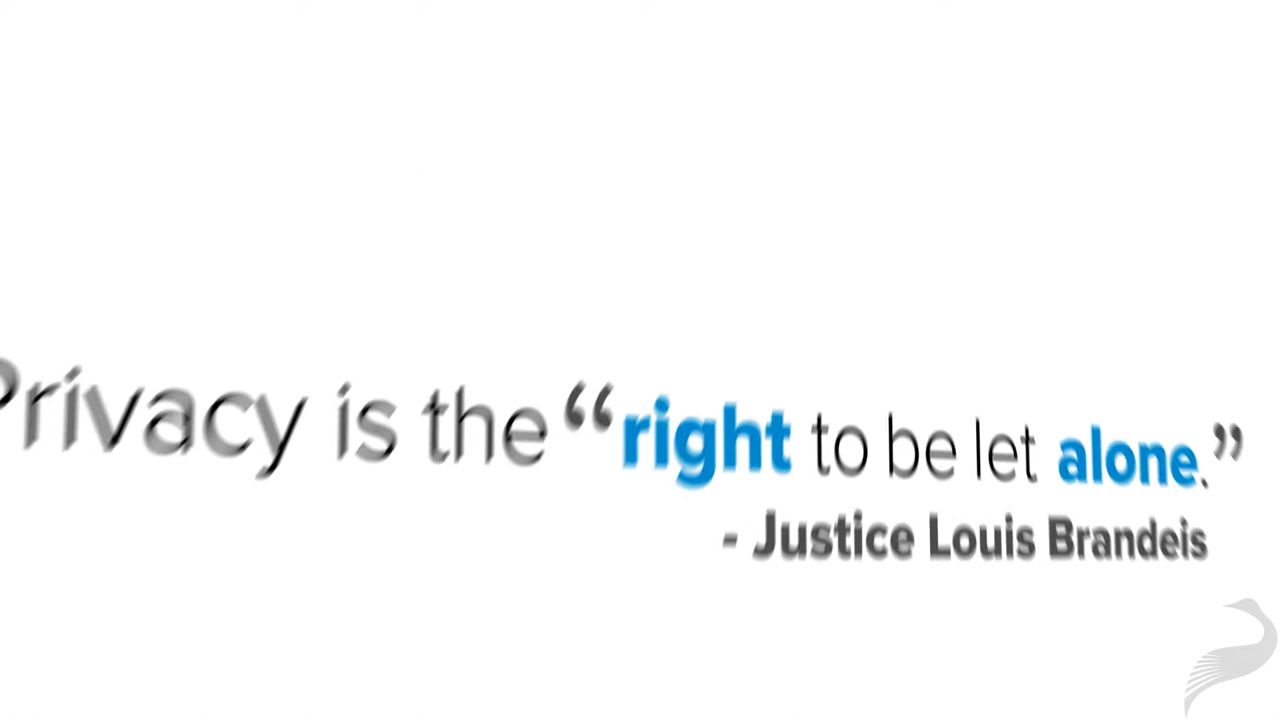 Privacy is the “right to be let alone.”
- Justice Louis Brandeis